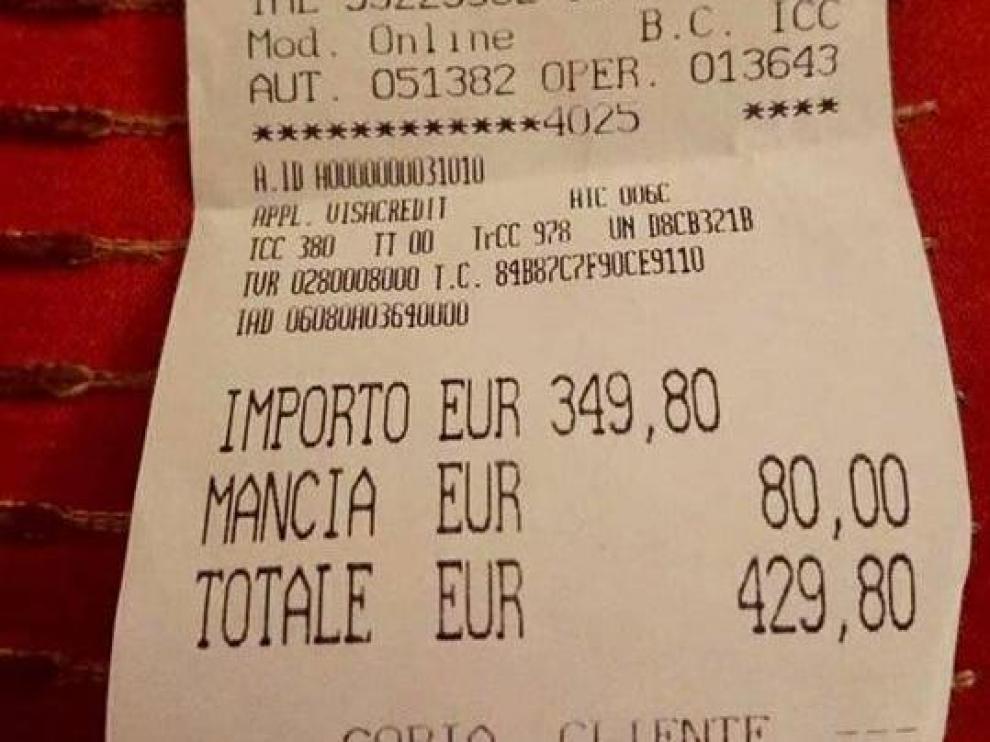 Mod. Online B.C. ICC
AUT. 051382 OPER. 013643
************4025 ****
A.ID A0000000031010
APPL. VISACREDIT AIC 006C
TCC 380 TT 00 TrCC 978 UN D8CB321B
TVR 0280008000 T.C. 84B87C7F90CE9110
IAD 06080A03640000
IMPORTO EUR 349,80
MANCIA EUR 80,00
TOTALE EUR 429,80
COPIA CLIENTE ---